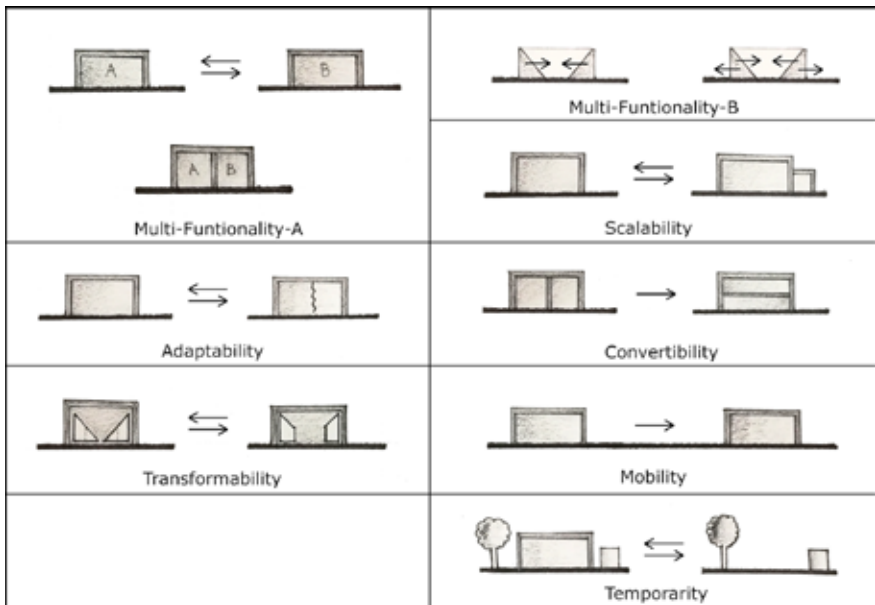 A
B
A
B
Multi-Funtionality-A
Multi-Funtionality-B
Scalability
Adaptability
Convertibility
Transformability
Mobility
Temporarity